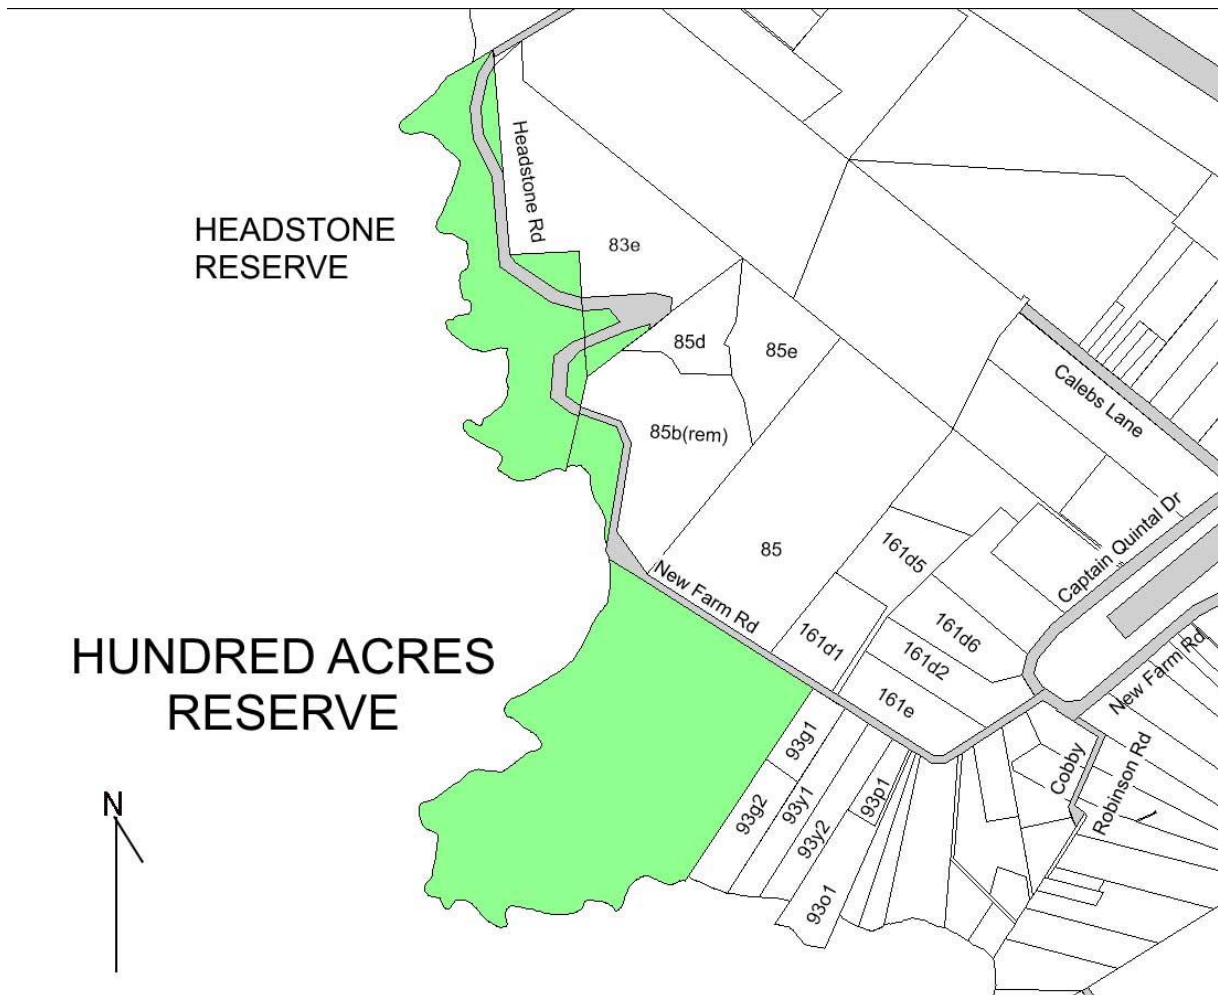 Headstone Rd
HEADSTONE
RESERVE
83e
85d
85e
Calebs Lane
85b(rem)
Captain Quintal Dr
85
161d5
New Farm Rd
161d1
161d6
161d2
161e
New Farm Rd
HUNDRED ACRES
RESERVE
93g1
93g2
93y1
93y2
93p1
93o1
Cobby
Robinson Rd
N